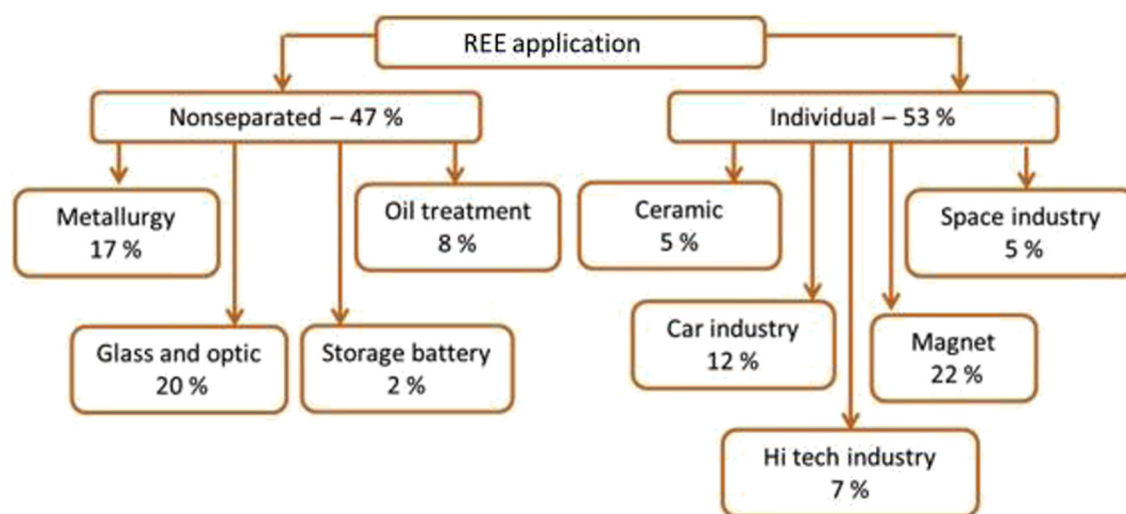 REE application
Nonseparated – 47 %
Individual – 53 %
Metallurgy
17 %
Oil treatment
8 %
Ceramic
5 %
Space industry
5 %
Glass and optic
20 %
Storage battery
2 %
Car industry
12 %
Magnet
22 %
Hi tech industry
7 %